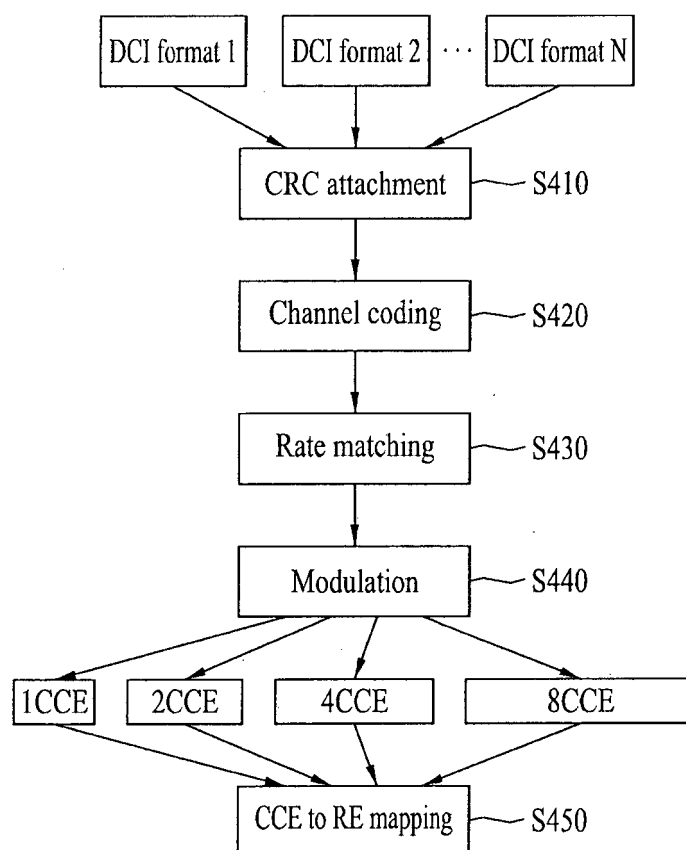 DCI format 1 DCI format 2 ··· DCI format N
CRC attachment S410
Channel coding S420
Rate matching S430
Modulation S440
1CCE 2CCE 4CCE 8CCE
CCE to RE mapping S450